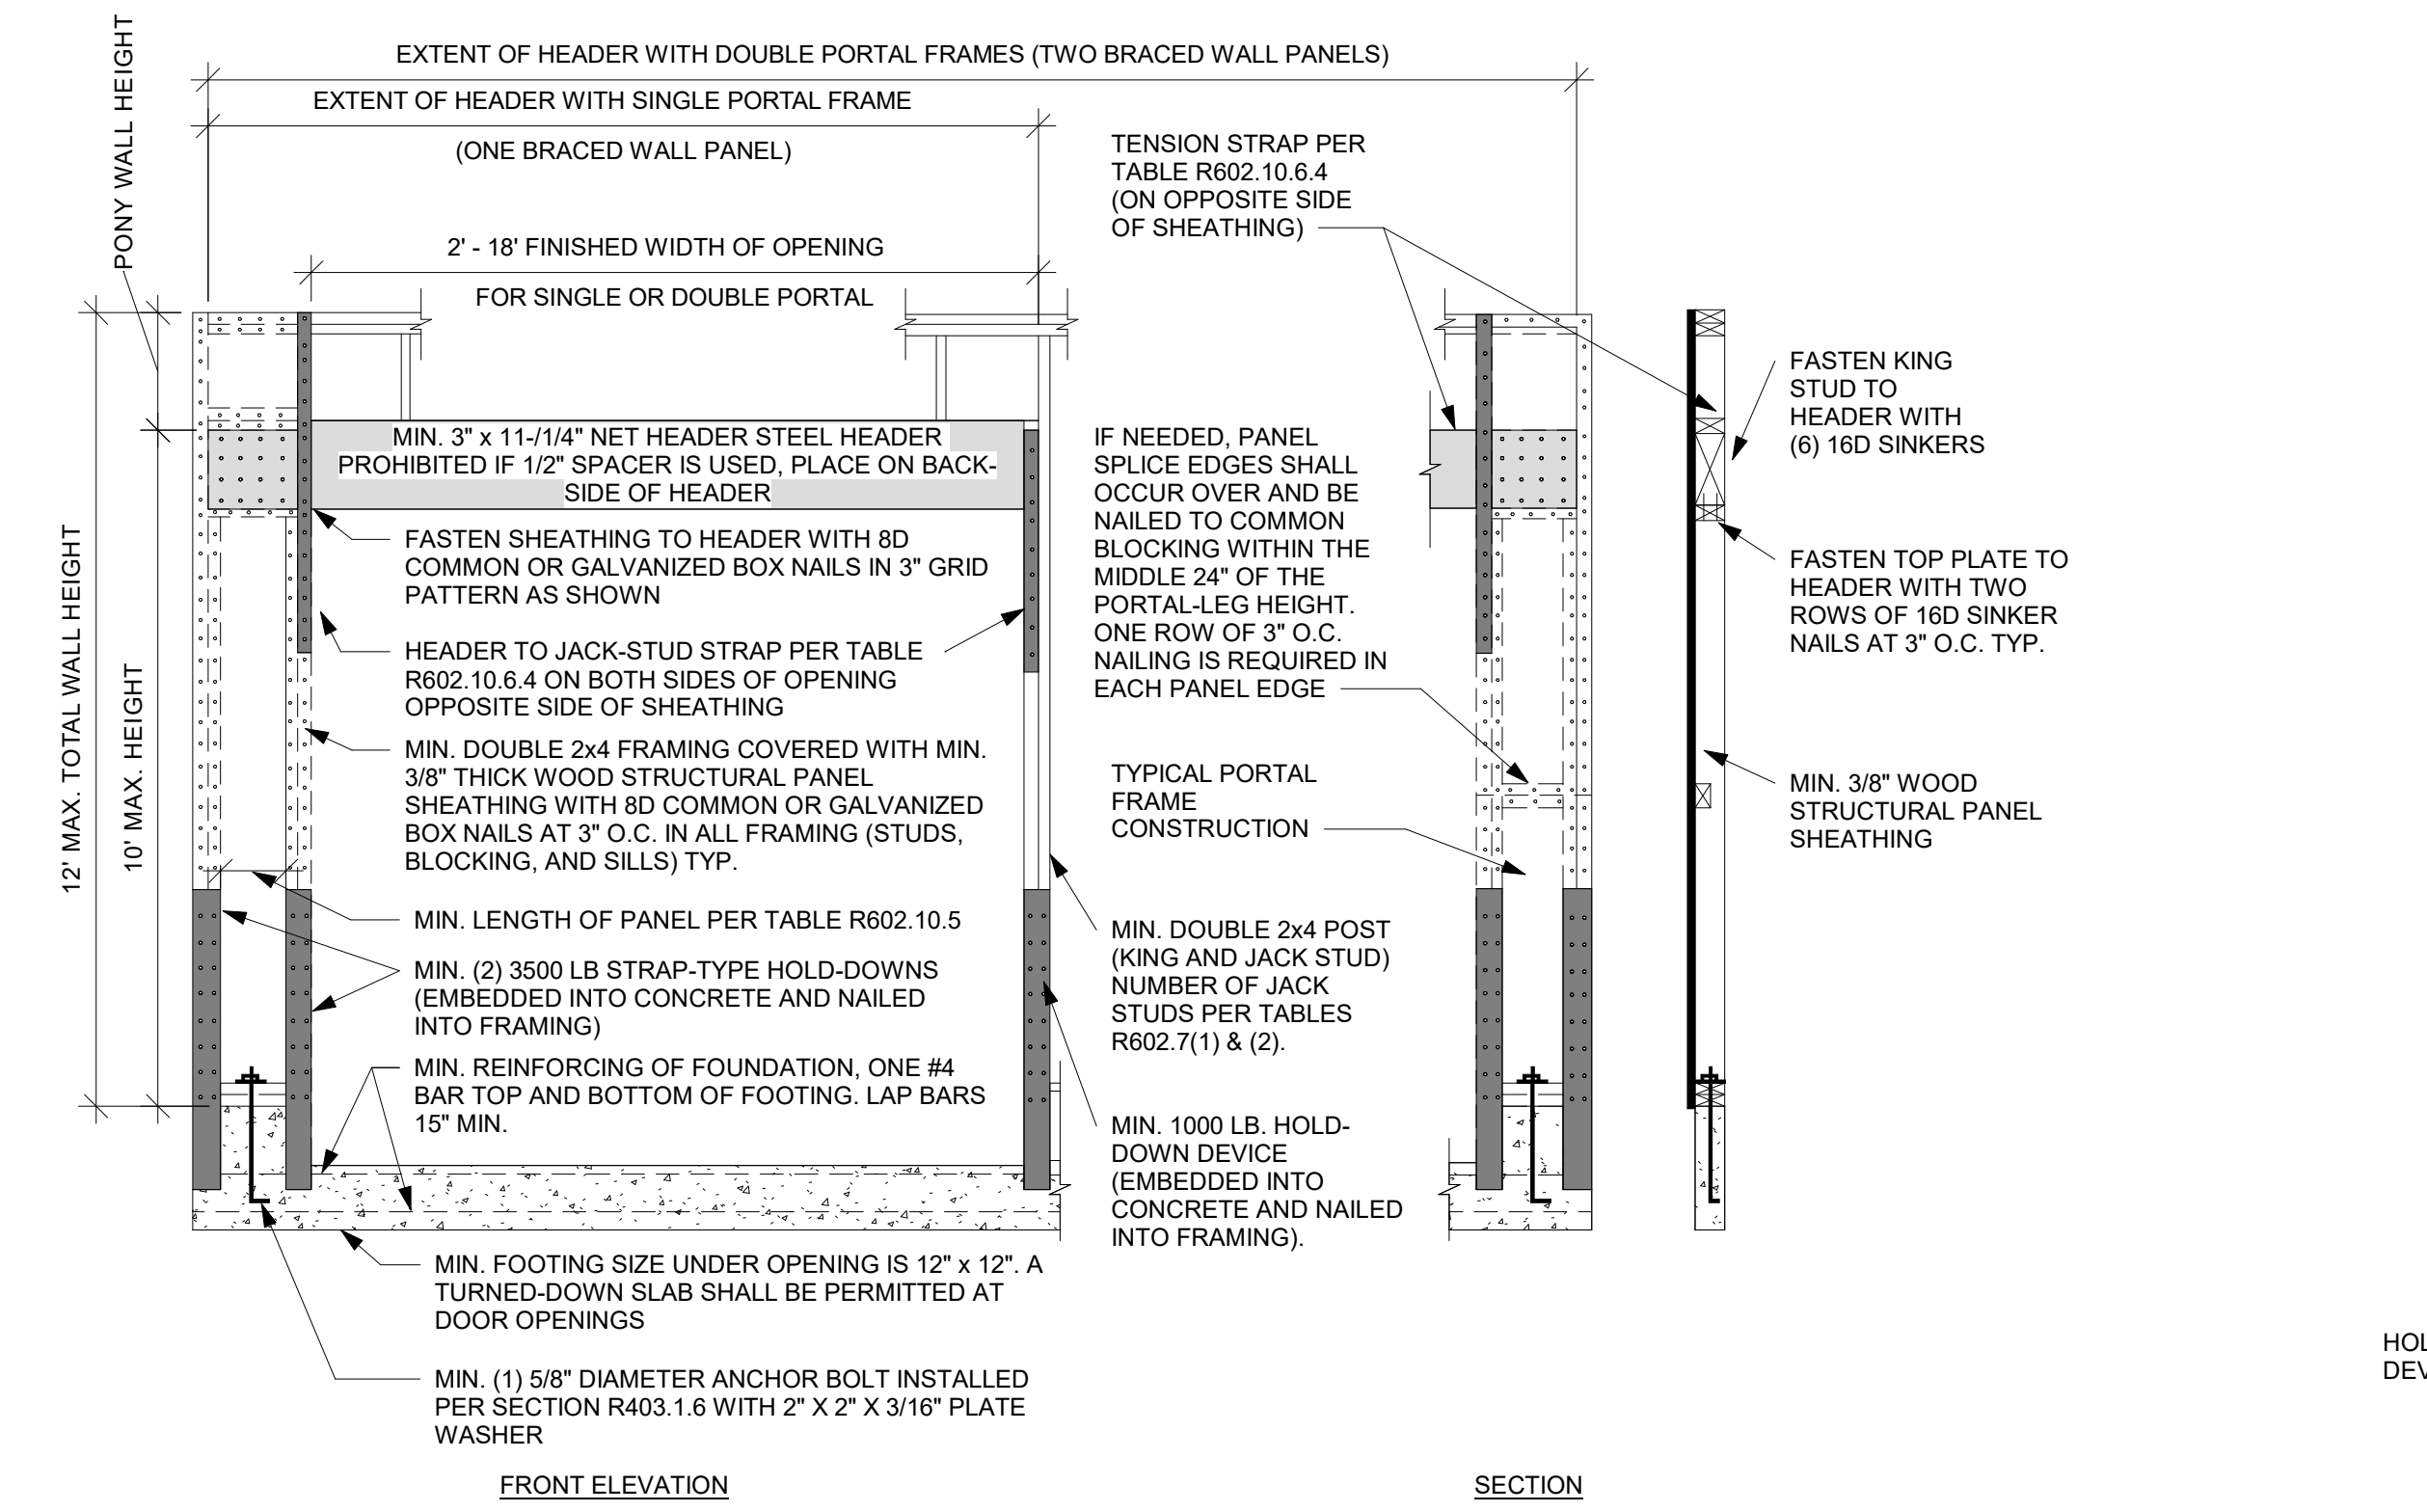 PONY WALL HEIGHT
EXTENT OF HEADER WITH DOUBLE PORTAL FRAMES (TWO BRACED WALL PANELS)
EXTENT OF HEADER WITH SINGLE PORTAL FRAME
(ONE BRACED WALL PANEL)
2' - 18' FINISHED WIDTH OF OPENING
FOR SINGLE OR DOUBLE PORTAL
12' MAX. TOTAL WALL HEIGHT
10' MAX. HEIGHT
MIN. 3" x 11-/1/4" NET HEADER STEEL HEADER
PROHIBITED IF 1/2" SPACER IS USED, PLACE ON BACK-
SIDE OF HEADER
FASTEN SHEATHING TO HEADER WITH 8D
COMMON OR GALVANIZED BOX NAILS IN 3" GRID
PATTERN AS SHOWN
HEADER TO JACK-STUD STRAP PER TABLE
R602.10.6.4 ON BOTH SIDES OF OPENING
OPPOSITE SIDE OF SHEATHING
MIN. DOUBLE 2x4 FRAMING COVERED WITH MIN.
3/8" THICK WOOD STRUCTURAL PANEL
SHEATHING WITH 8D COMMON OR GALVANIZED
BOX NAILS AT 3" O.C. IN ALL FRAMING (STUDS,
BLOCKING, AND SILLS) TYP.
MIN. LENGTH OF PANEL PER TABLE R602.10.5
MIN. (2) 3500 LB STRAP-TYPE HOLD-DOWNS
(EMBEDDED INTO CONCRETE AND NAILED
INTO FRAMING)
MIN. REINFORCING OF FOUNDATION, ONE #4
BAR TOP AND BOTTOM OF FOOTING. LAP BARS
15" MIN.
MIN. FOOTING SIZE UNDER OPENING IS 12" x 12". A
TURNED-DOWN SLAB SHALL BE PERMITTED AT
DOOR OPENINGS
MIN. (1) 5/8" DIAMETER ANCHOR BOLT INSTALLED
PER SECTION R403.1.6 WITH 2" X 2" X 3/16" PLATE
WASHER
FRONT ELEVATION
TENSION STRAP PER
TABLE R602.10.6.4
(ON OPPOSITE SIDE
OF SHEATHING)
IF NEEDED, PANEL
SPLICE EDGES SHALL
OCCUR OVER AND BE
NAILED TO COMMON
BLOCKING WITHIN THE
MIDDLE 24" OF THE
PORTAL-LEG HEIGHT.
ONE ROW OF 3" O.C.
NAILING IS REQUIRED IN
EACH PANEL EDGE
TYPICAL PORTAL
FRAME
CONSTRUCTION
MIN. DOUBLE 2x4 POST
(KING AND JACK STUD)
NUMBER OF JACK
STUDS PER TABLES
R602.7(1) & (2).
MIN. 1000 LB. HOLD-
DOWN DEVICE
(EMBEDDED INTO
CONCRETE AND NAILED
INTO FRAMING).
FASTEN KING
STUD TO
HEADER WITH
(6) 16D SINKERS
FASTEN TOP PLATE TO
HEADER WITH TWO
ROWS OF 16D SINKER
NAILS AT 3" O.C. TYP.
MIN. 3/8" WOOD
STRUCTURAL PANEL
SHEATHING
SECTION